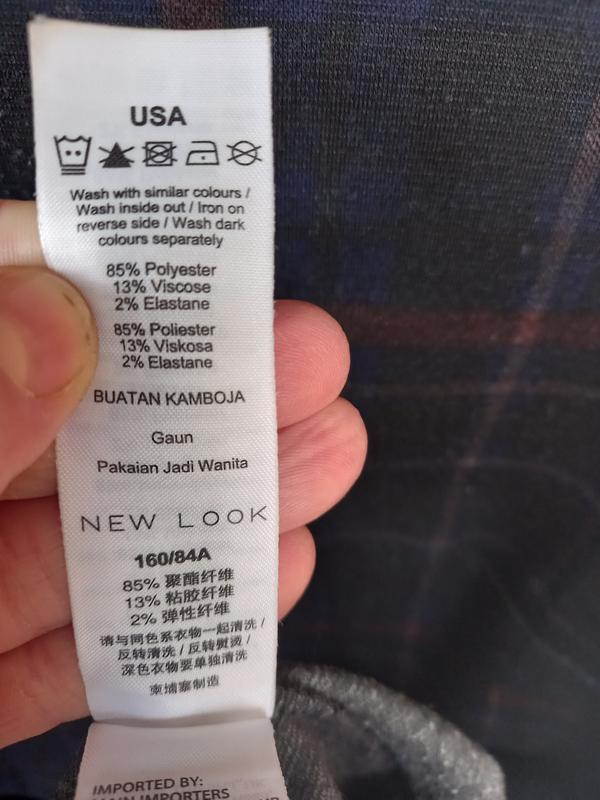 USA
Wash with similar colours /
Wash inside out / Iron on
reverse side / Wash dark
colours separately
85% Polyester
13% Viscose
2% Elastane
85% Poliester
13% Viskosa
2% Elastane
BUATAN KAMBOJA
Gaun
Pakaian Jadi Wanita
NEW LOOK
160/84A
85% 聚酯纤维
13% 粘胶纤维
2% 弹性纤维
请与同色系衣物一起清洗 /
反转清洗 / 反转熨烫 /
深色衣物要单独清洗
柬埔寨制造
IMPORTED BY:
IMPORTERS